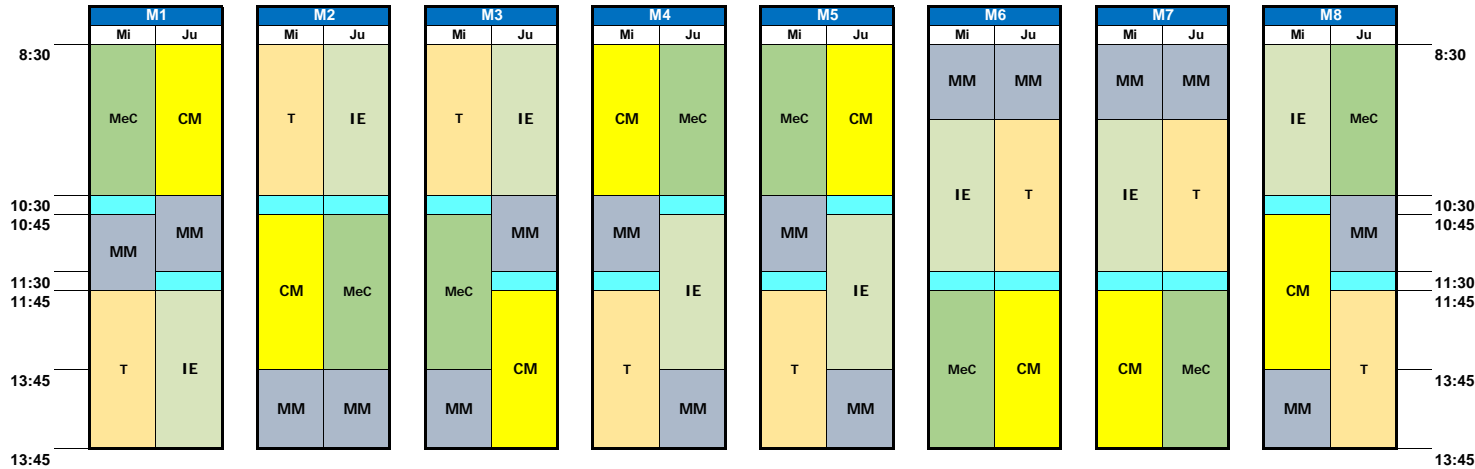 M1 M2 M3 M4 M5 M6 M7 M8
Mi Ju Mi Ju Mi Ju Mi Ju Mi Ju Mi Ju Mi Ju Mi Ju
8:30 8:30
MM MM MM MM
MeC CM T IE T IE CM MeC MeC CM IE MeC
IE T IE T
10:30 10:30
10:45 10:45
MM MM MM MM MM MM
11:30 11:30
CM MeC MeC IE IE CM
11:45 11:45
T IE CM T T MeC CM CM MeC T
13:45 13:45
MM MM MM MM MM MM
13:45 13:45